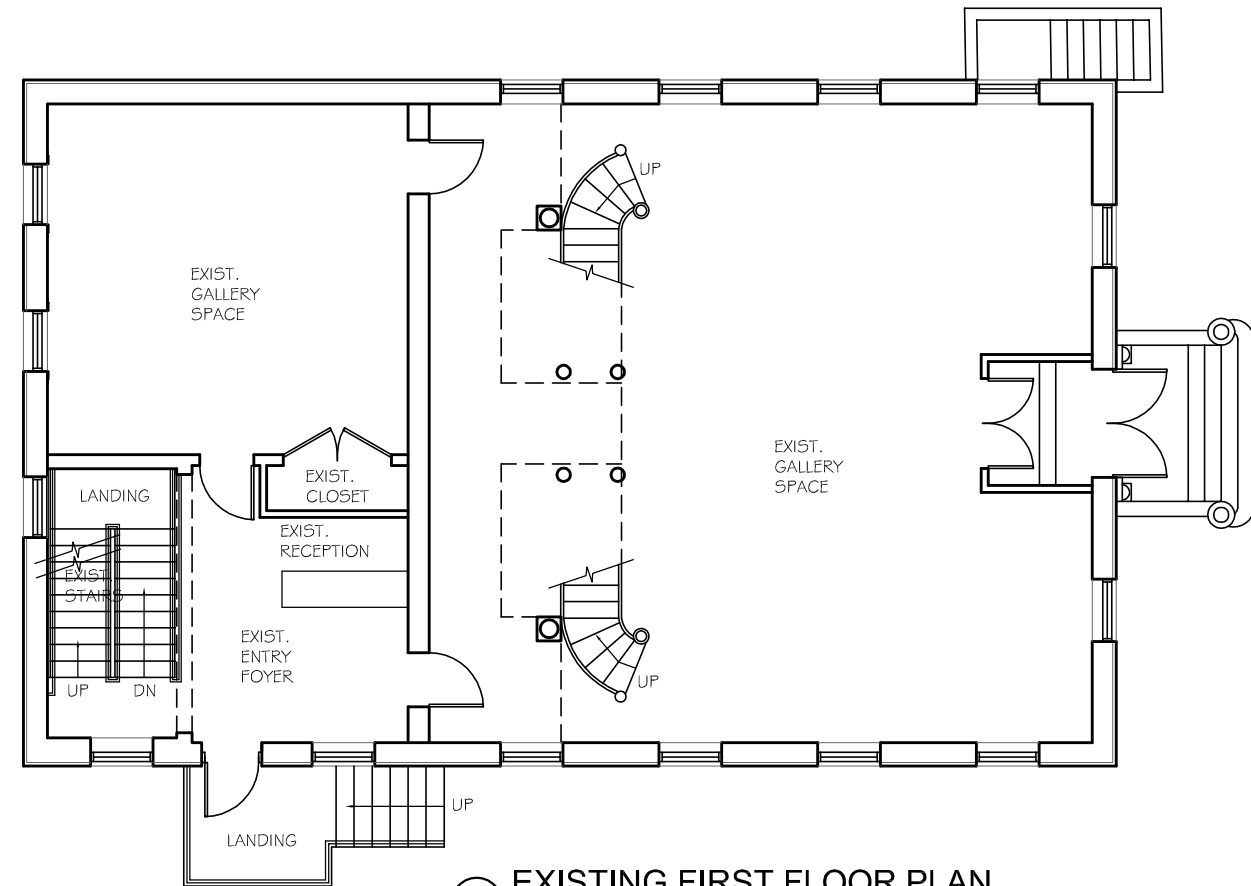 UP
EXIST.
GALLERY
SPACE
EXIST.
GALLERY
SPACE
LANDING
EXIST.
CLOSET
EXIST.
RECEPTION
EXIST.
STAIRS
EXIST.
ENTRY
FOYER
UP
DN
UP
UP
LANDING
EXISTING FIRST FLOOR PLAN